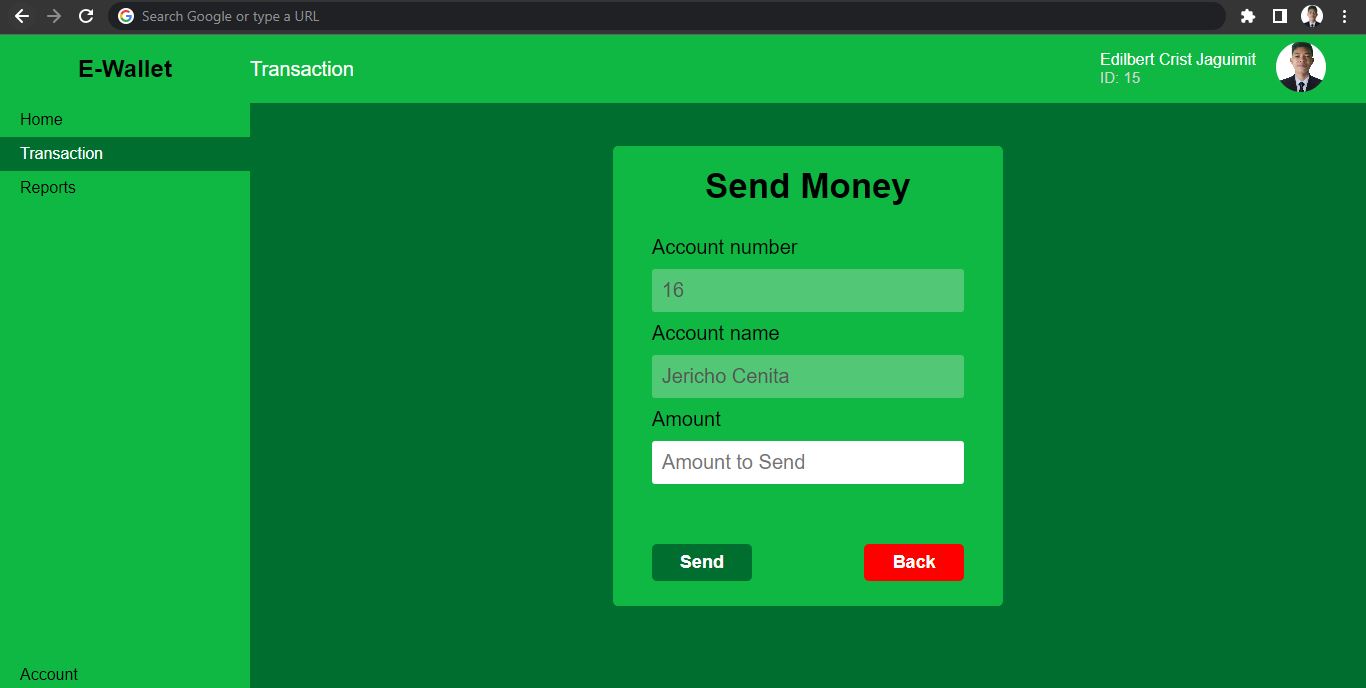 Search Google or type a URL
E-Wallet
Transaction
Edilbert Crist Jaguimit
ID: 15
Home
Transaction
Reports
Send Money
Account number
16
Account name
Jericho Cenita
Amount
Amount to Send
Send
Back
Account